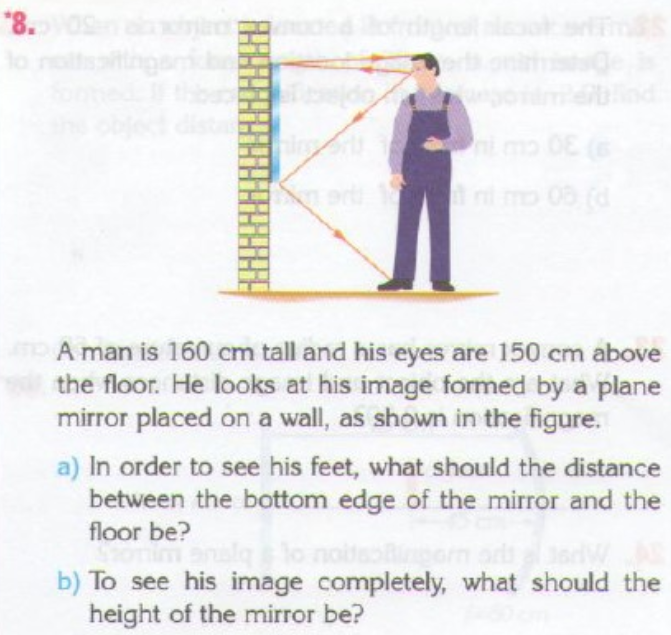 *8.
A man is 160 cm tall and his eyes are 150 cm above
the floor. He looks at his image formed by a plane
mirror placed on a wall, as shown in the figure.
a) In order to see his feet, what should the distance
between the bottom edge of the mirror and the
floor be?
b) To see his image completely, what should the
height of the mirror be?